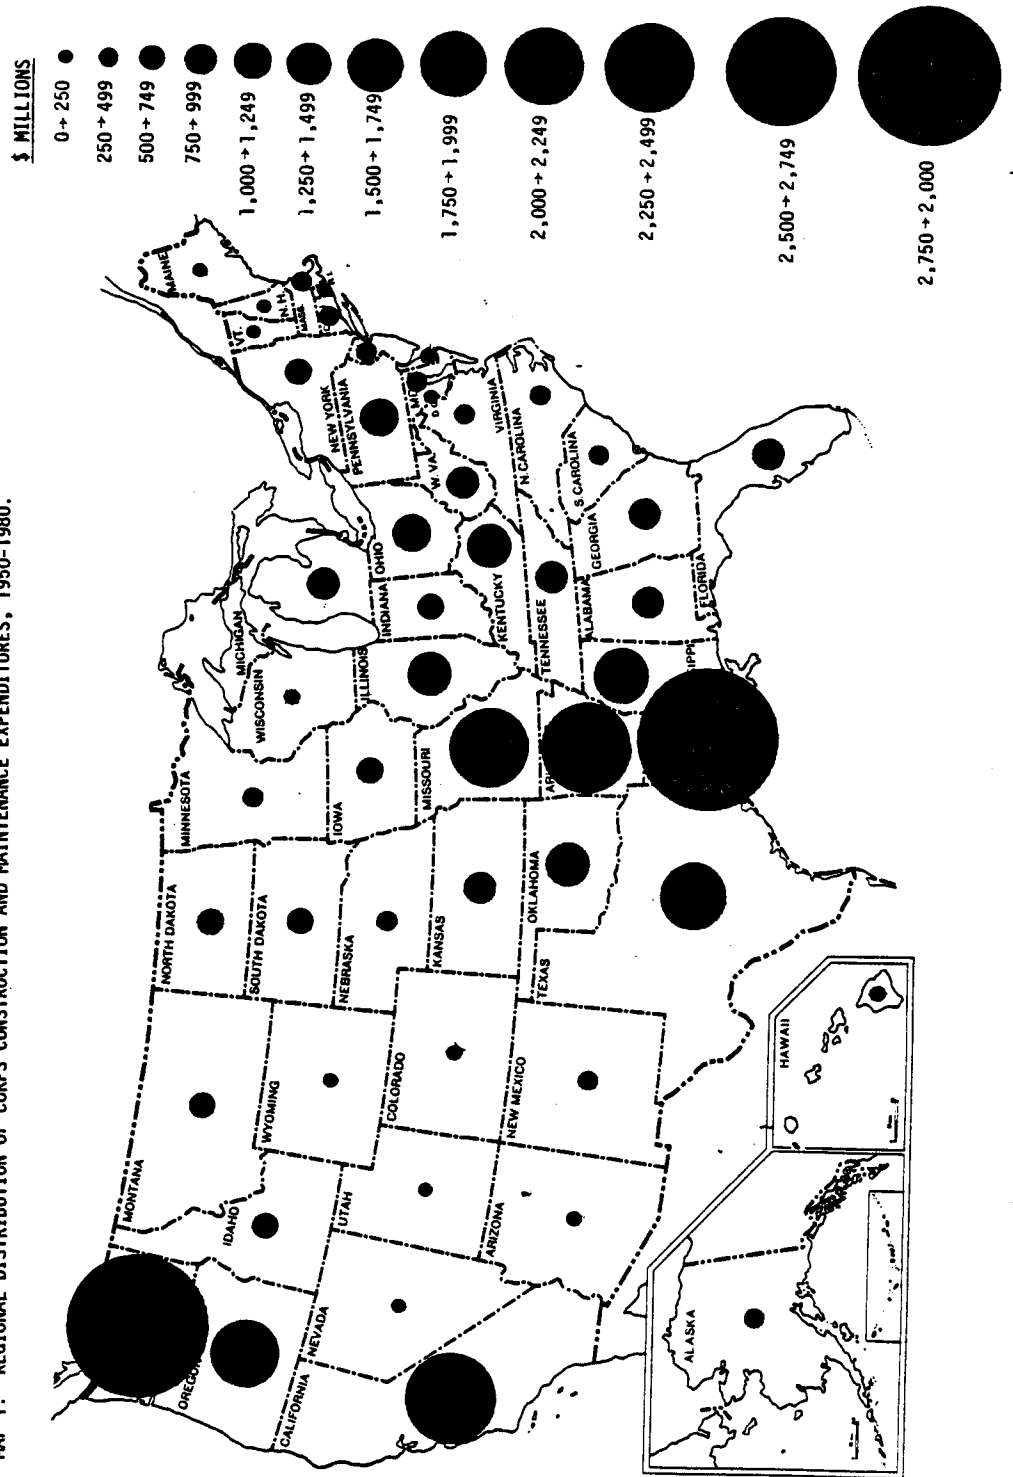 MAP 1. REGIONAL DISTRIBUTION OF CORPS CONSTRUCTION AND MAINTENANCE EXPENDITURES, 1950-1980.
MONTANA
NORTH DAKOTA
MINNESOTA
WISCONSIN
MICHIGAN
VT.
MAINE
N.H.
MASS
R.I.
NEW YORK
PENNSYLVANIA
OREGON
IDAHO
WYOMING
SOUTH DAKOTA
NEBRASKA
IOWA
ILLINOIS
INDIANA
OHIO
W. VA.
D.C.
VIRGINIA
CALIFORNIA
NEVADA
UTAH
COLORADO
KANSAS
MISSOURI
KENTUCKY
TENNESSEE
N. CAROLINA
S. CAROLINA
ARIZONA
NEW MEXICO
TEXAS
OKLAHOMA
ALABAMA
GEORGIA
FLORIDA
ALASKA
HAWAII
$ MILLIONS
0→250
250→499
500→749
750→999
1,000→1,249
1,250→1,499
1,500→1,749
1,750→1,999
2,000→2,249
2,250→2,499
2,500→2,749
2,750→2,000